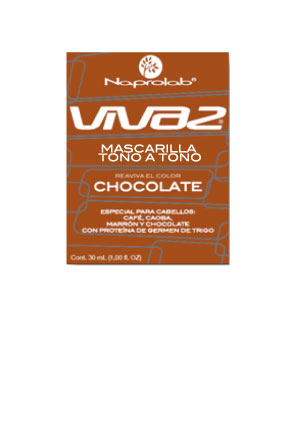 Naprolab®
VIVA2®
MASCARILLA
TONO A TONO
REAVIVA EL COLOR
CHOCOLATE
ESPECIAL PARA CABELLOS:
CAFÉ, CAOBA,
MARRÓN Y CHOCOLATE
CON PROTEÍNA DE GERMEN DE TRIGO
Cont. 30 mL (1,00 fl. OZ)